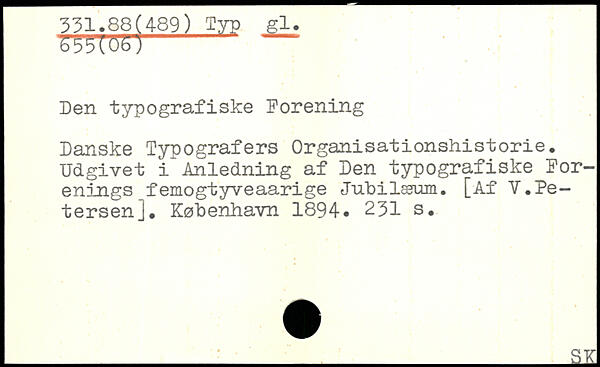 331.88(489) Typ gl.
655(06)
Den typografiske Forening
Danske Typografers Organisationshistorie.
Udgivet i Anledning af Den typografiske For-
enings femogtyveaarige Jubilæum. [Af V.Pe-
tersen]. København 1894. 231 s.
SK